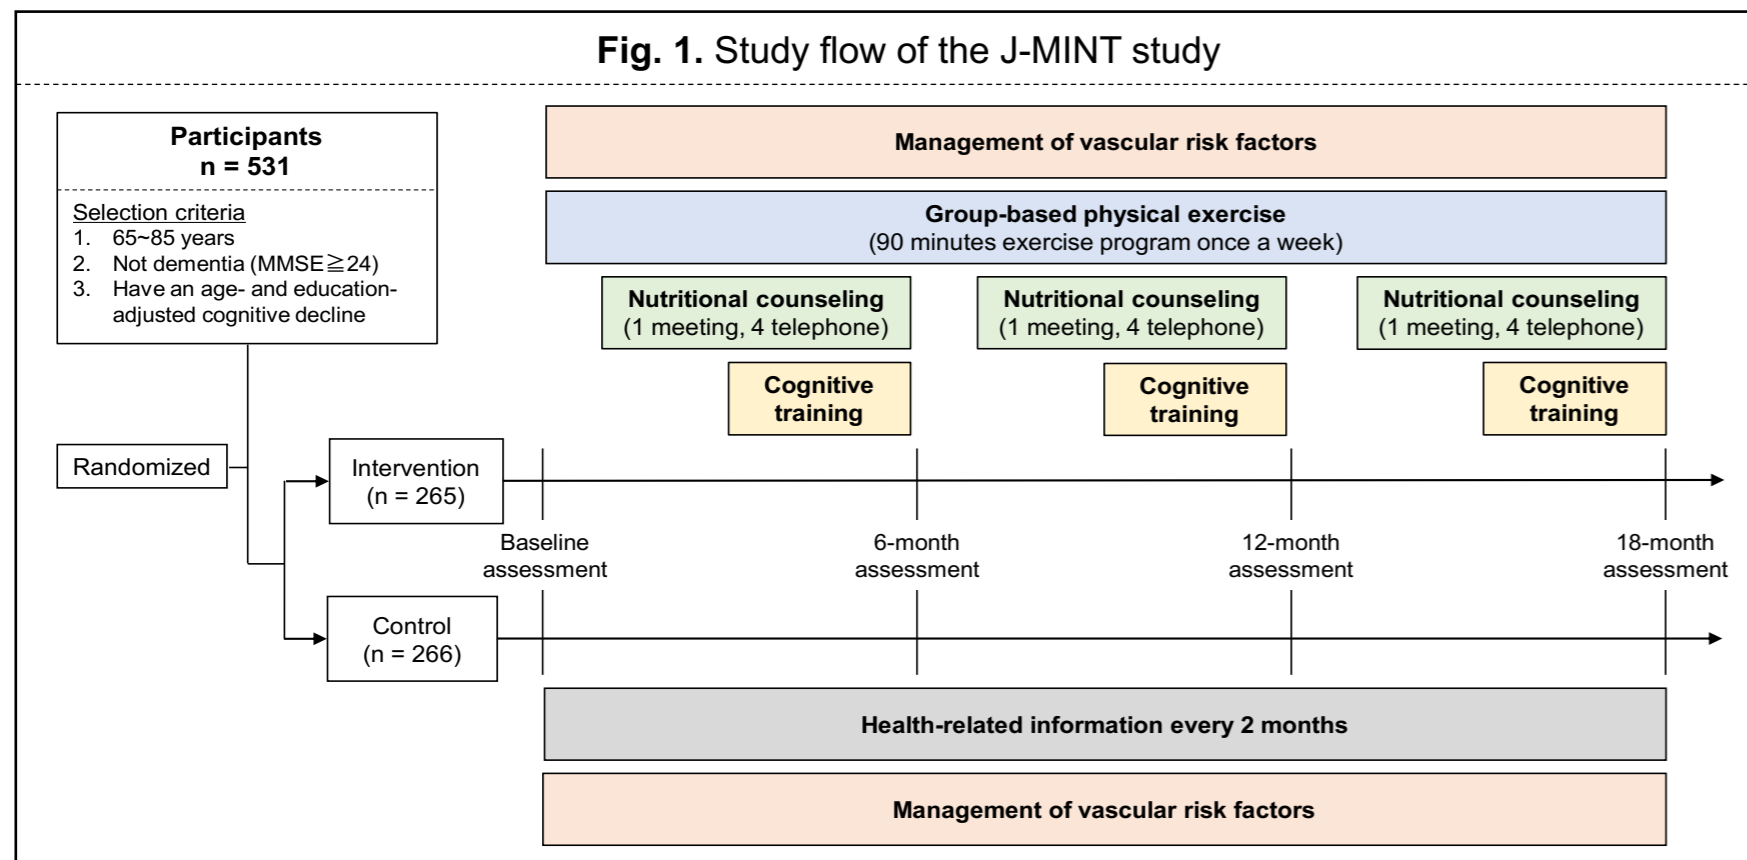 Fig. 1. Study flow of the J-MINT study
Participants
n = 531
Selection criteria
1. 65~85 years
2. Not dementia (MMSE≧24)
3. Have an age- and education-
adjusted cognitive decline
Randomized
Management of vascular risk factors
Group-based physical exercise
(90 minutes exercise program once a week)
Nutritional counseling
(1 meeting, 4 telephone)
Nutritional counseling
(1 meeting, 4 telephone)
Nutritional counseling
(1 meeting, 4 telephone)
Cognitive
training
Cognitive
training
Cognitive
training
Intervention
(n = 265)
Baseline
assessment
6-month
assessment
12-month
assessment
18-month
assessment
Control
(n = 266)
Health-related information every 2 months
Management of vascular risk factors